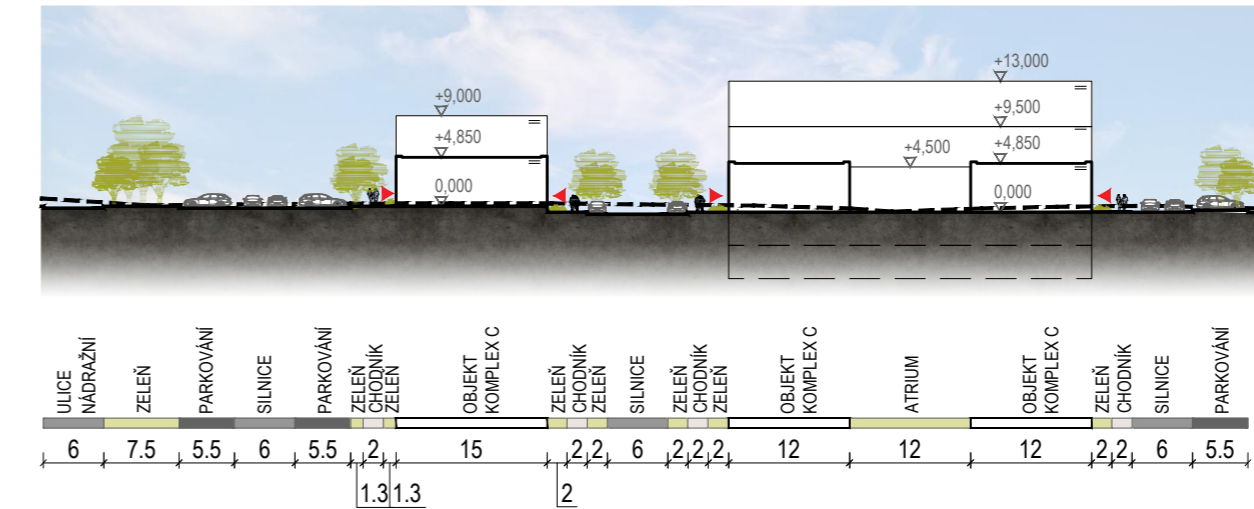 +13,000
+9,000
+9,500
+4,850
+4,500
+4,850
0,000
0,000
ULICE
NÁDRAŽNÍ
ZELEŇ
PARKOVÁNÍ
SILNICE
PARKOVÁNÍ
ZELEŇ
CHODNÍK
ZELEŇ
OBJEKT
KOMPLEX C
ZELEŇ
CHODNÍK
ZELEŇ
SILNICE
ZELEŇ
CHODNÍK
ZELEŇ
OBJEKT
KOMPLEX C
ATRIUM
OBJEKT
KOMPLEX C
ZELEŇ
CHODNÍK
SILNICE
PARKOVÁNÍ
6 7.5 5.5 6 5.5 2 15 2 2 6 2 2 2 12 12 12 2 2 6 5.5
1.3 1.3 2